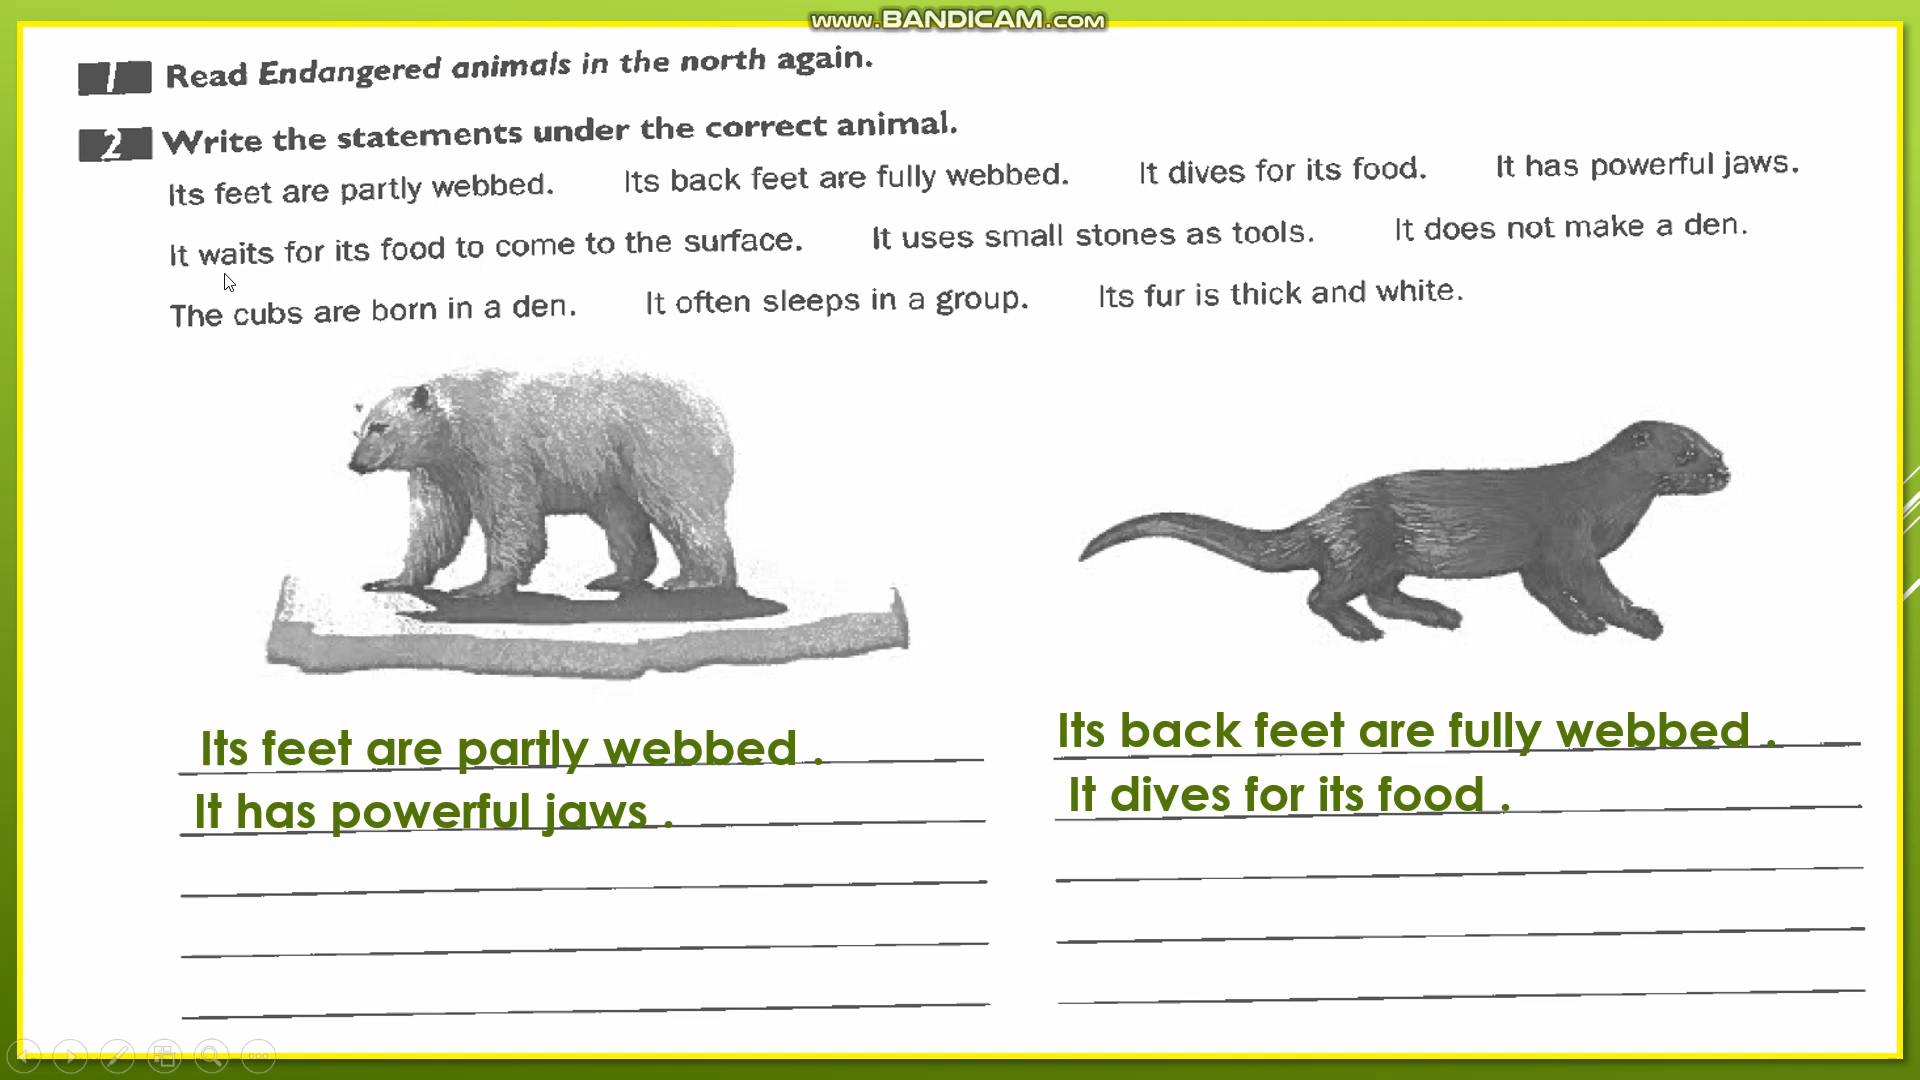 www.BANDICAM.com
1 Read Endangered animals in the north again.
2 Write the statements under the correct animal.
Its feet are partly webbed. Its back feet are fully webbed. It dives for its food. It has powerful jaws.
It waits for its food to come to the surface. It uses small stones as tools. It does not make a den.
The cubs are born in a den. It often sleeps in a group. Its fur is thick and white.
Its feet are partly webbed .
It has powerful jaws .
Its back feet are fully webbed .
It dives for its food .